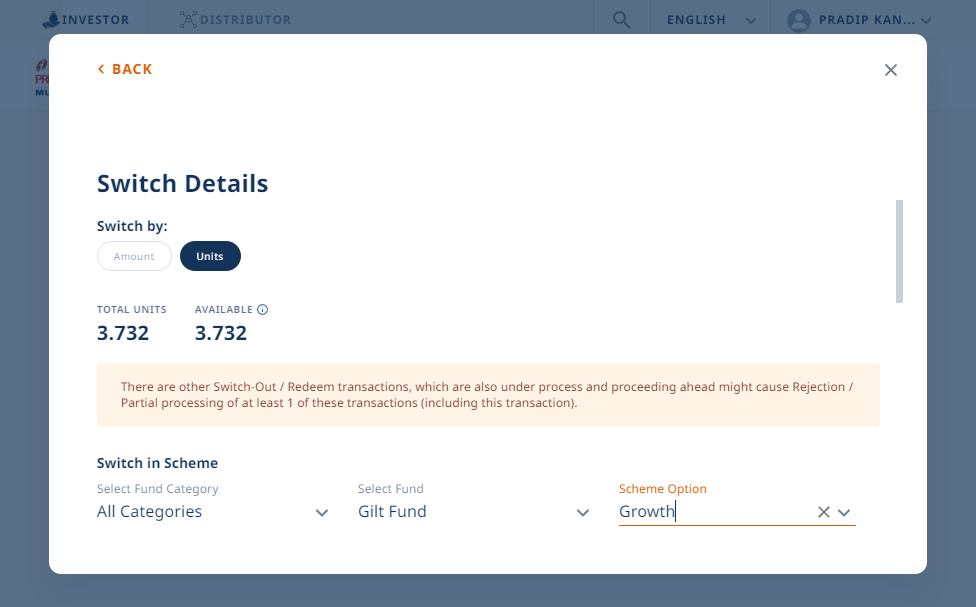 INVESTOR
DISTRIBUTOR
ENGLISH
PRADIP KAN...
BACK
Switch Details
Switch by:
Amount
Units
TOTAL UNITS
AVAILABLE
3.732
3.732
There are other Switch-Out / Redeem transactions, which are also under process and proceeding ahead might cause Rejection /
Partial processing of at least 1 of these transactions (including this transaction).
Switch in Scheme
Select Fund Category
Select Fund
Scheme Option
All Categories
Gilt Fund
Growth